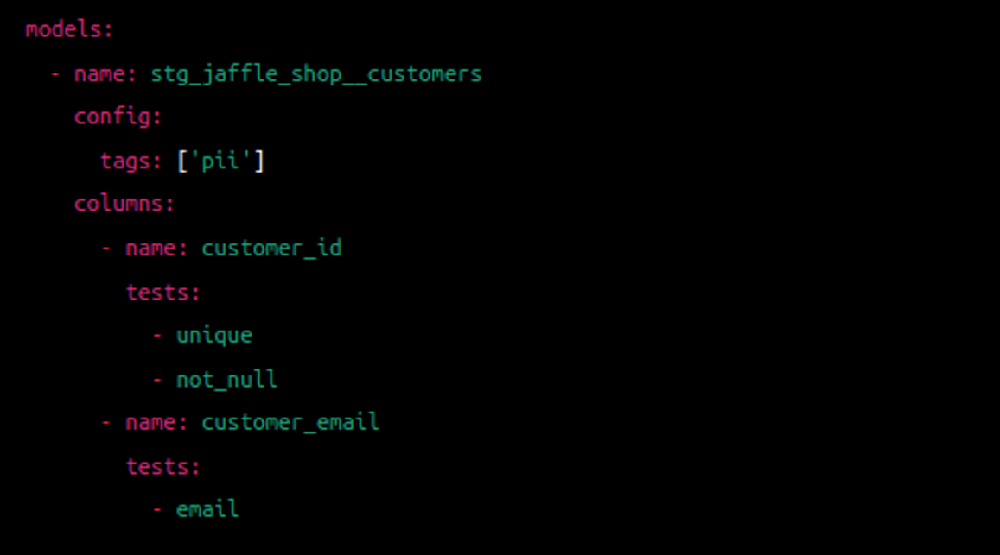 models:
  - name: stg_jaffle_shop__customers
    config:
      tags: ['pii']
    columns:
      - name: customer_id
        tests:
          - unique
          - not_null
      - name: customer_email
        tests:
          - email